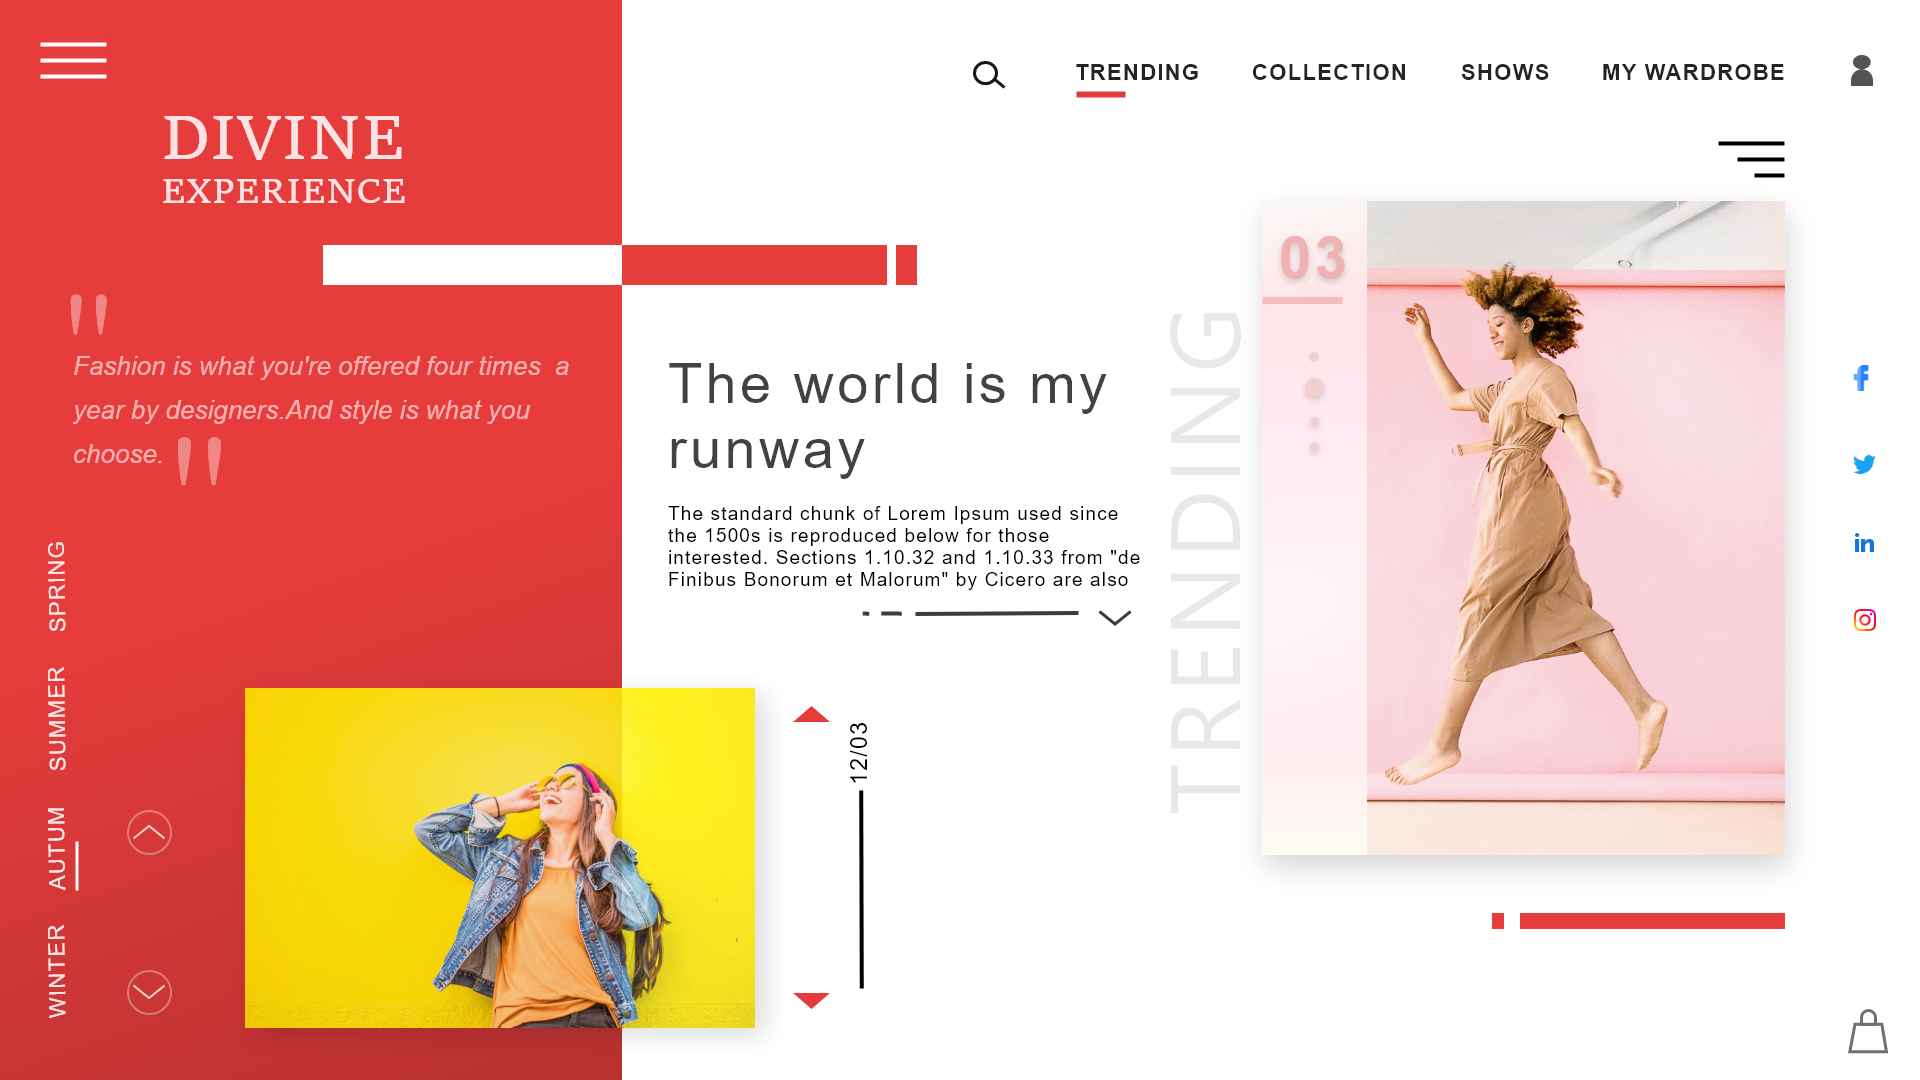 TRENDING
COLLECTION
SHOWS
MY WARDROBE
DIVINE
EXPERIENCE
"
Fashion is what you're offered four times a
year by designers.And style is what you
choose. "
The world is my
runway
The standard chunk of Lorem Ipsum used since
the 1500s is reproduced below for those
interested. Sections 1.10.32 and 1.10.33 from "de
Finibus Bonorum et Malorum" by Cicero are also
TRENDING
03
SPRING
SUMMER
AUTUM
WINTER
12/03
f
in